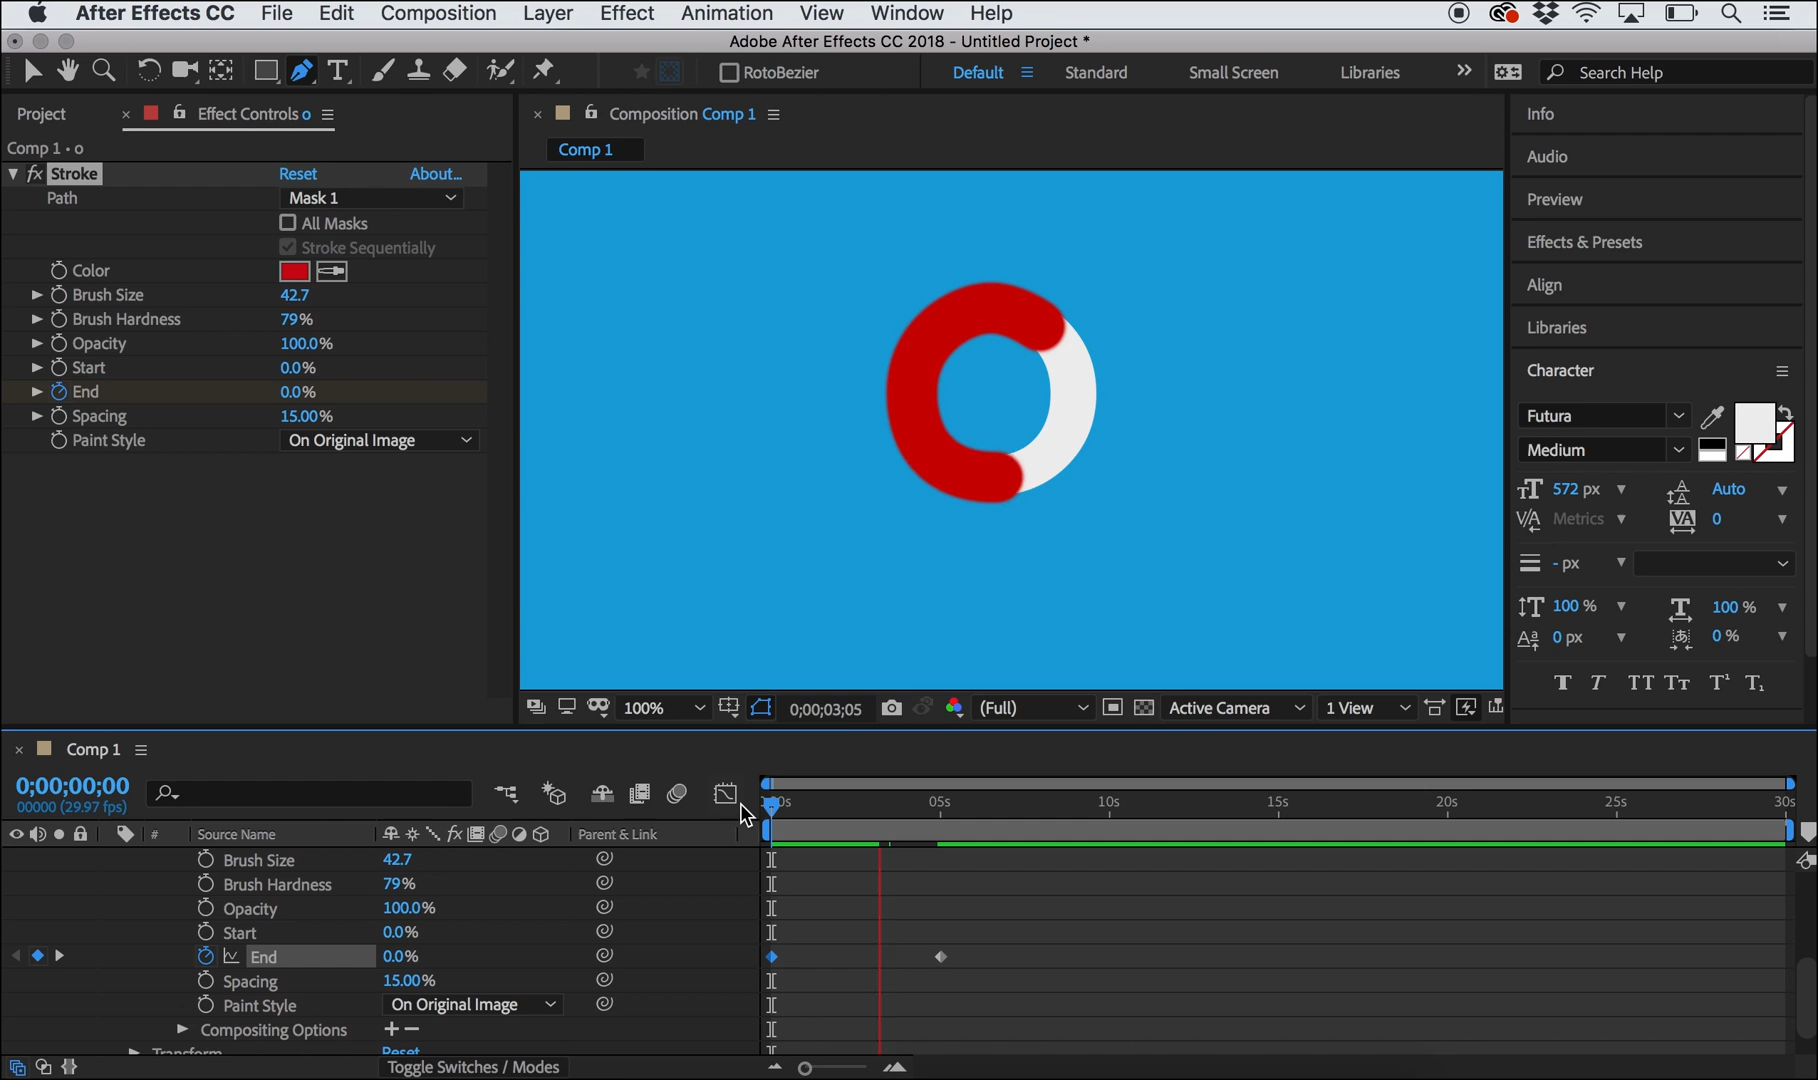 After Effects CC File Edit Composition Layer Effect Animation View Window Help
Adobe After Effects CC 2018 - Untitled Project *
RotoBezier Default Standard Small Screen Libraries Search Help
Project Effect Controls o
Comp 1 • o
fx Stroke Reset About...
Path Mask 1
All Masks
Stroke Sequentially
Color
Brush Size 42.7
Brush Hardness 79%
Opacity 100.0%
Start 0.0%
End 0.0%
Spacing 15.00%
Paint Style On Original Image
Composition Comp 1
Comp 1
100% 0;00;03;05 (Full) Active Camera 1 View
Info
Audio
Preview
Effects & Presets
Align
Libraries
Character
Futura
Medium
572 px Auto
Metrics 0
- px
100 % 100 %
0 px 0 %
T T TT Tt T¹ T₁
Comp 1
0;00;00;00
00000 (29.97 fps)
05s 10s 15s 20s 25s 30s
# Source Name fx Parent & Link
Brush Size 42.7
Brush Hardness 79%
Opacity 100.0%
Start 0.0%
End 0.0%
Spacing 15.00%
Paint Style On Original Image
Compositing Options + −
Transform Reset
Toggle Switches / Modes